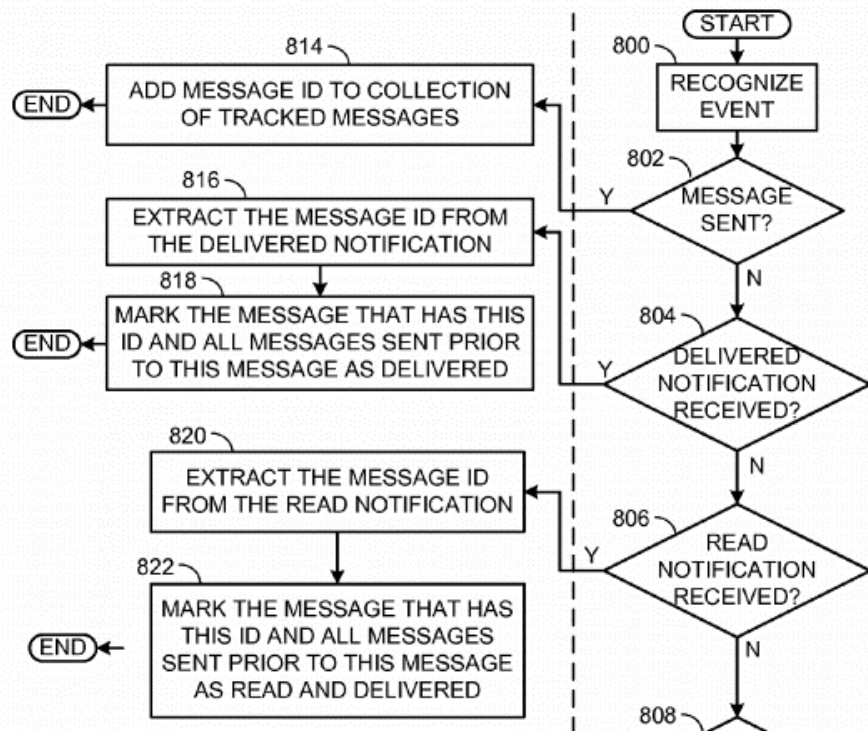 START
800
RECOGNIZE
EVENT
802
MESSAGE
SENT?
Y
N
814
ADD MESSAGE ID TO COLLECTION
OF TRACKED MESSAGES
END
804
DELIVERED
NOTIFICATION
RECEIVED?
Y
N
816
EXTRACT THE MESSAGE ID FROM
THE DELIVERED NOTIFICATION
818
MARK THE MESSAGE THAT HAS THIS
ID AND ALL MESSAGES SENT PRIOR
TO THIS MESSAGE AS DELIVERED
END
806
READ
NOTIFICATION
RECEIVED?
Y
N
820
EXTRACT THE MESSAGE ID
FROM THE READ NOTIFICATION
822
MARK THE MESSAGE THAT HAS
THIS ID AND ALL MESSAGES
SENT PRIOR TO THIS MESSAGE
AS READ AND DELIVERED
END
808